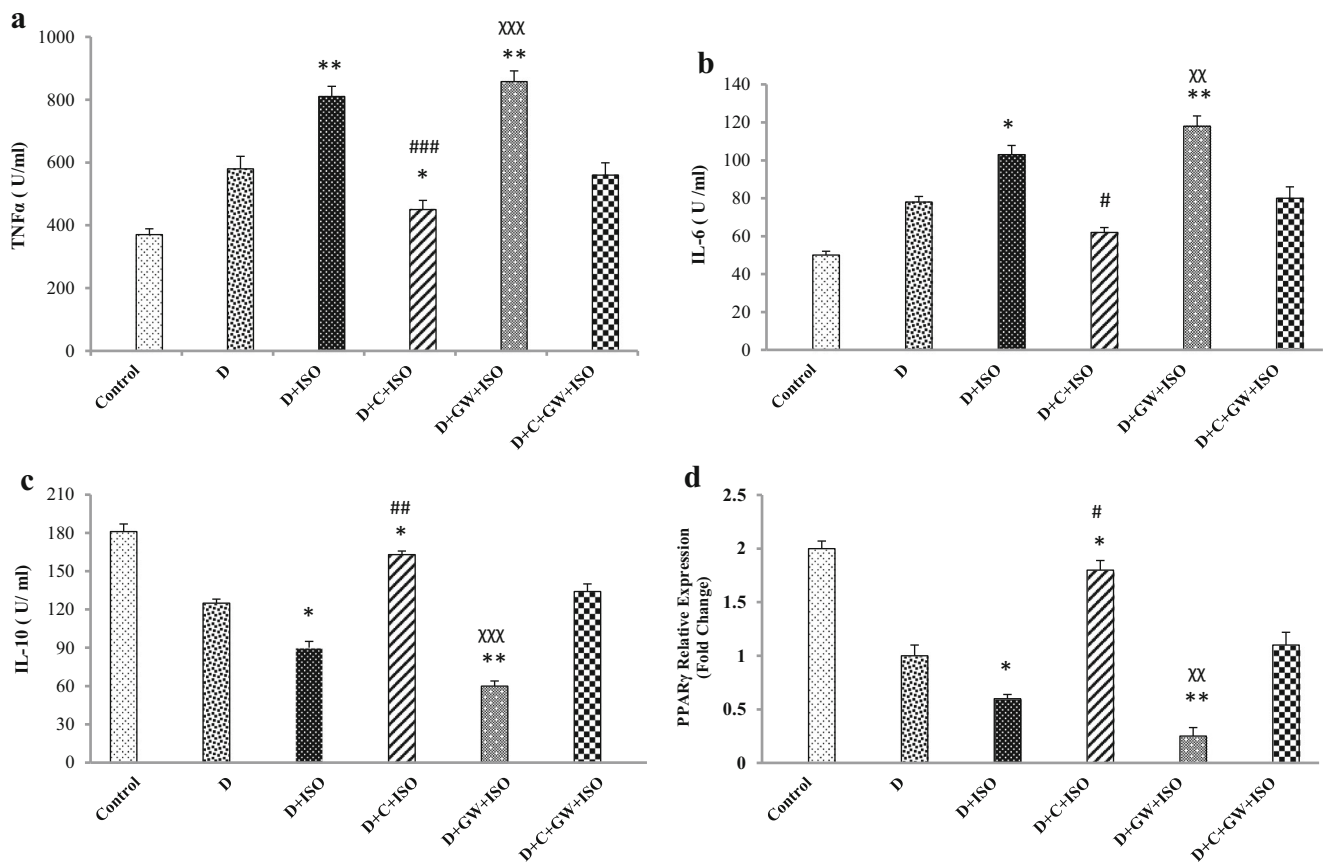 a
TNFα ( U/ml)
1000
800
600
400
200
0
**
###
*
χχχ
**
Control
D
D+ISO
D+C+ISO
D+GW+ISO
D+C+GW+ISO
b
IL-6 ( U /ml)
140
120
100
80
60
40
20
0
*
#
χχ
**
Control
D
D+ISO
D+C+ISO
D+GW+ISO
D+C+GW+ISO
c
IL-10 ( U/ ml)
210
180
150
120
90
60
30
0
*
##
*
χχχ
**
Control
D
D+ISO
D+C+ISO
D+GW+ISO
D+C+GW+ISO
d
PPARγ Relative Expression
(Fold Change)
2.5
2
1.5
1
0.5
0
*
#
*
χχ
**
Control
D
D+ISO
D+C+ISO
D+GW+ISO
D+C+GW+ISO